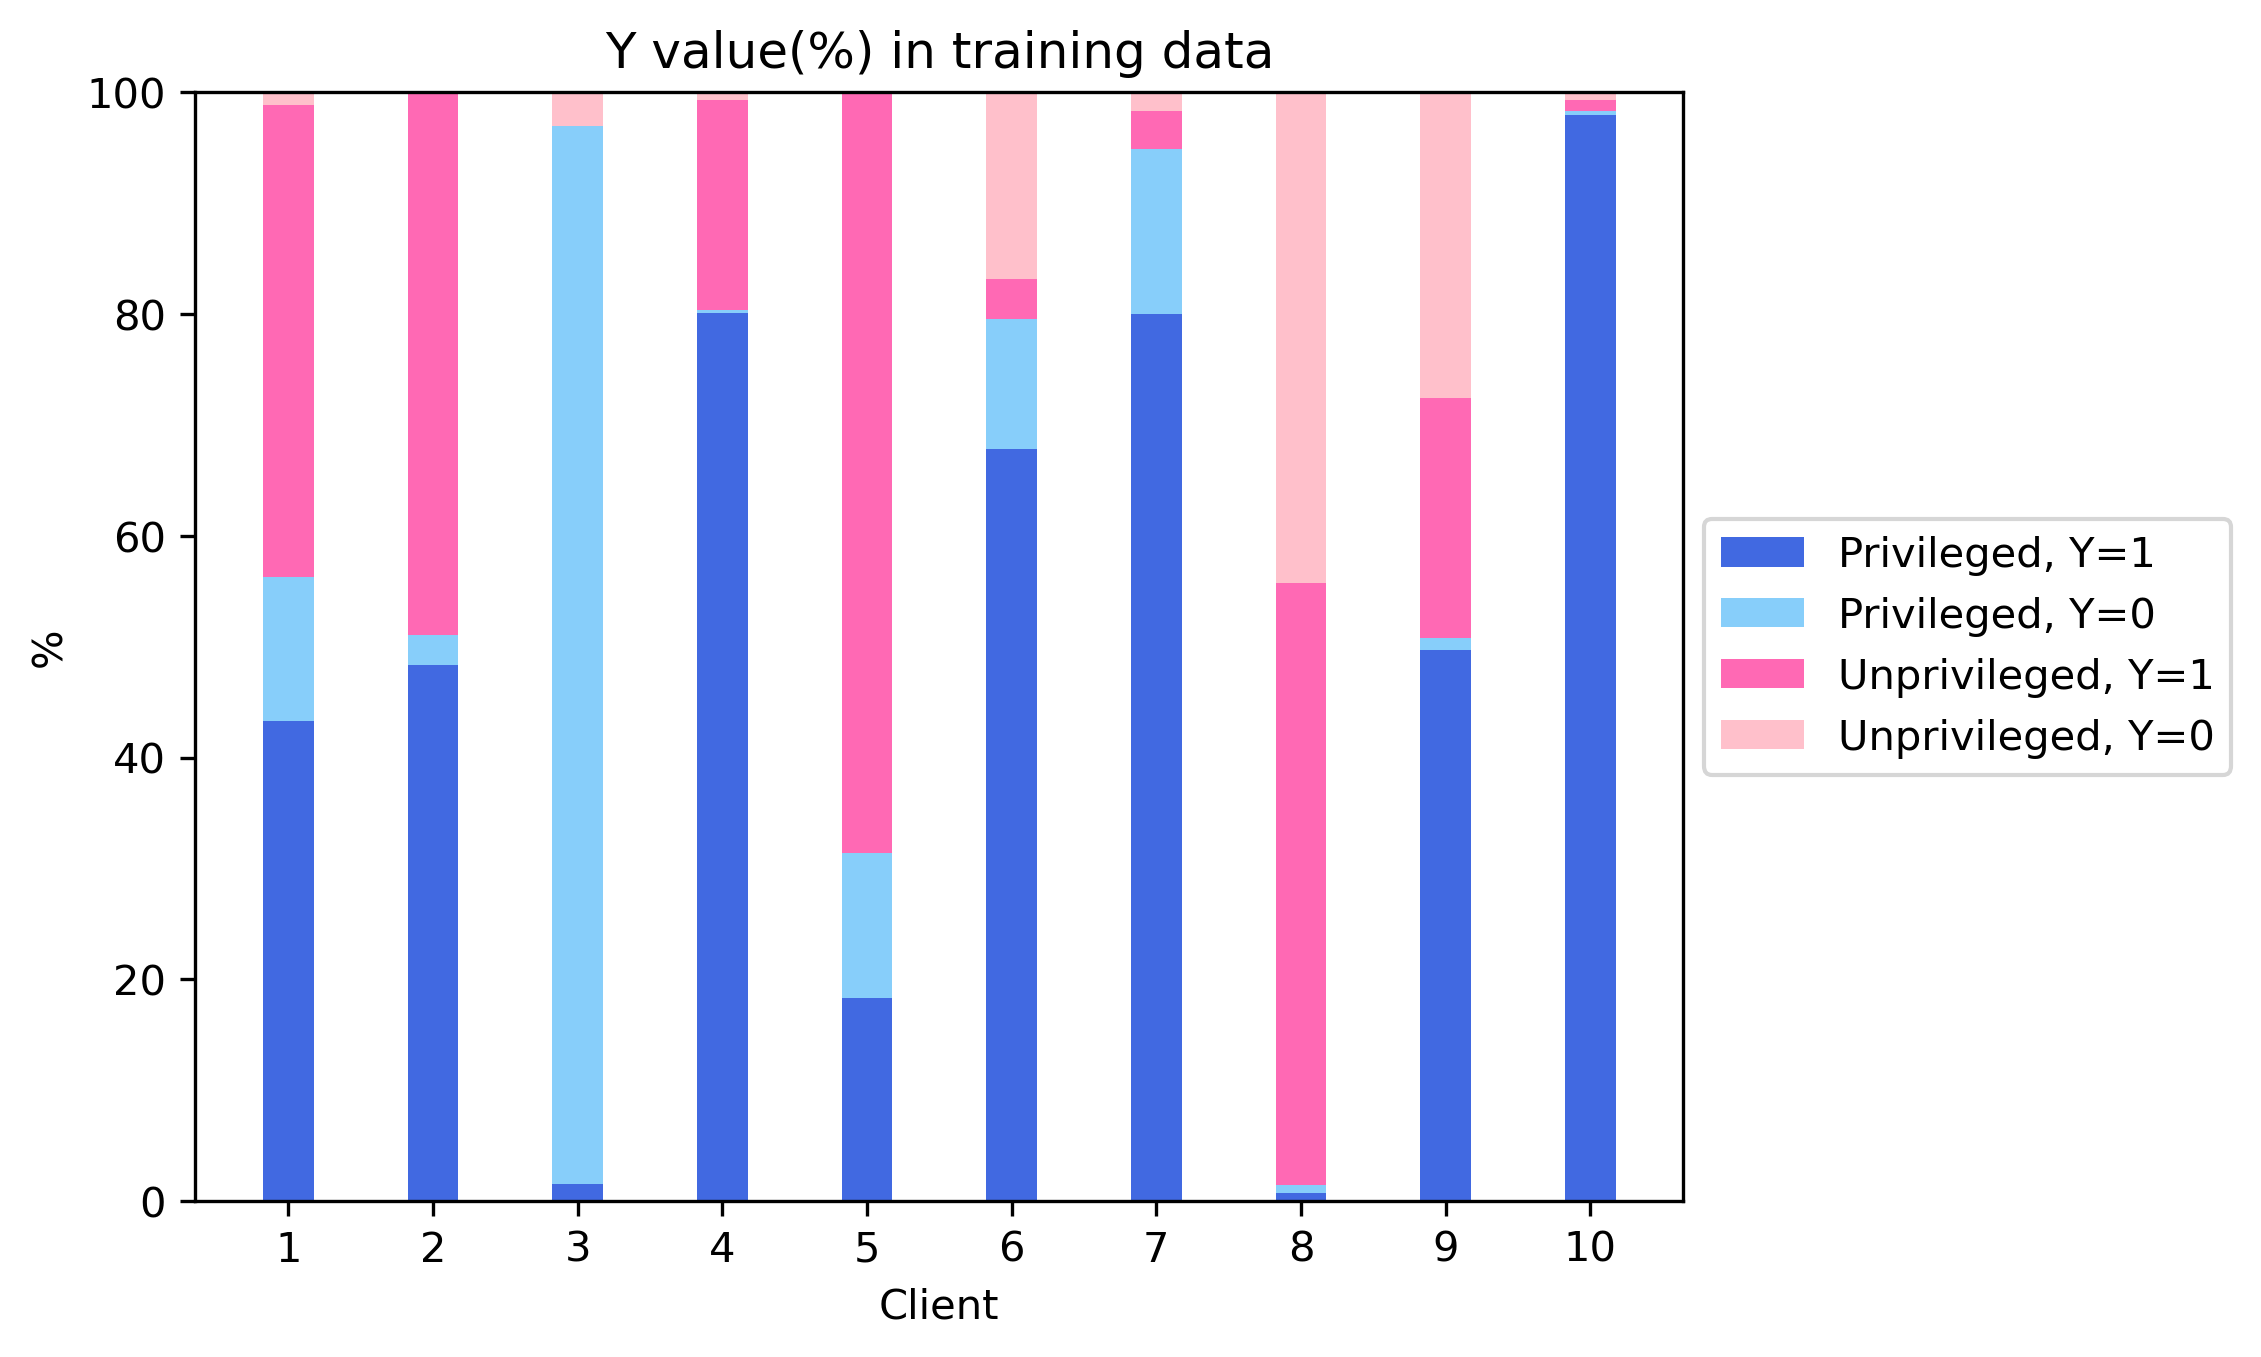 Y value(%) in training data
100
80
60
40
20
0
%
1 2 3 4 5 6 7 8 9 10
Client
Privileged, Y=1
Privileged, Y=0
Unprivileged, Y=1
Unprivileged, Y=0